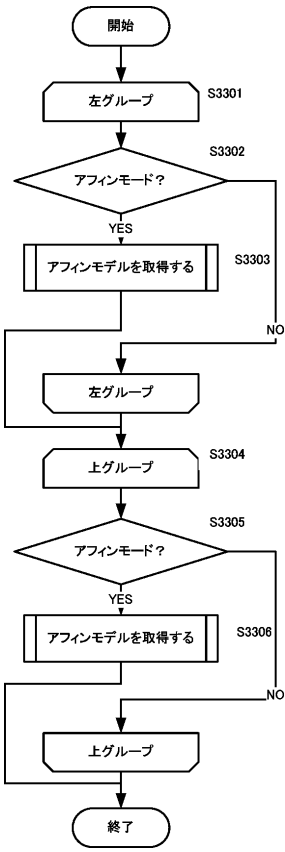 開始
左グループ
S3301
S3302
アフィンモード？
YES
アフィンモデルを取得する
S3303
NO
左グループ
上グループ
S3304
S3305
アフィンモード？
YES
アフィンモデルを取得する
S3306
NO
上グループ
終了